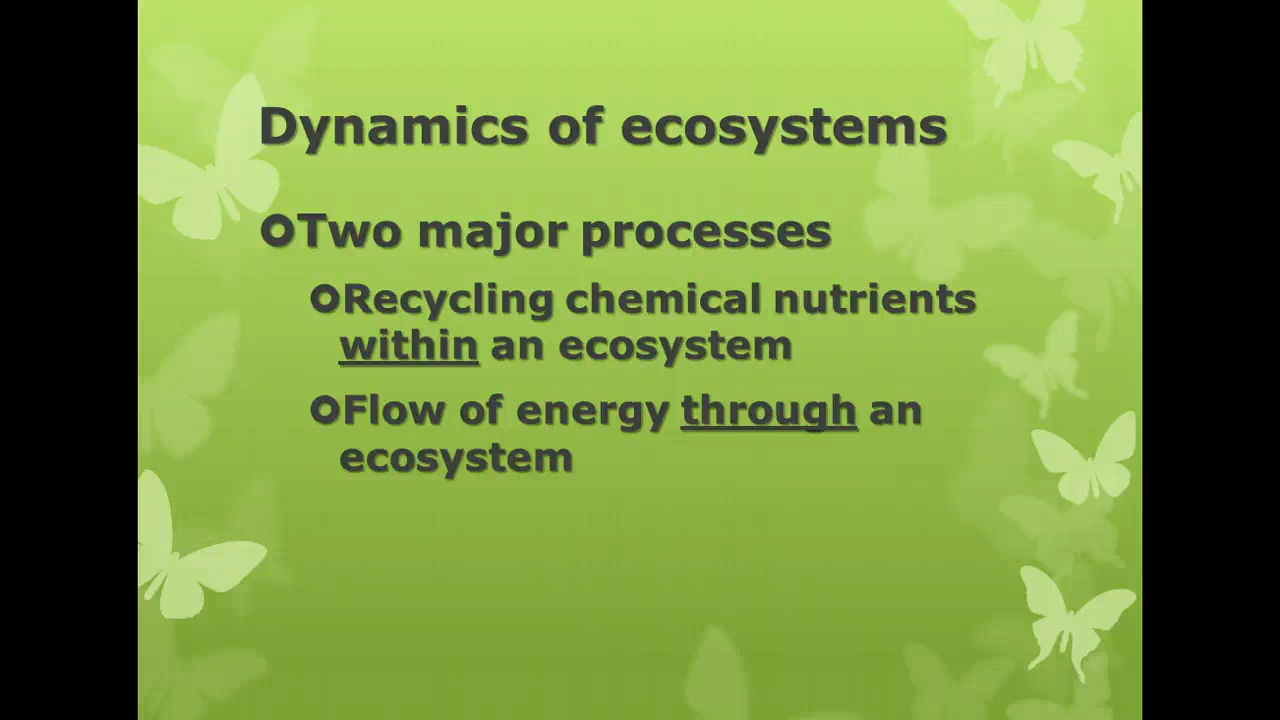 Dynamics of ecosystems
Two major processes
Recycling chemical nutrients
within an ecosystem
Flow of energy through an
ecosystem